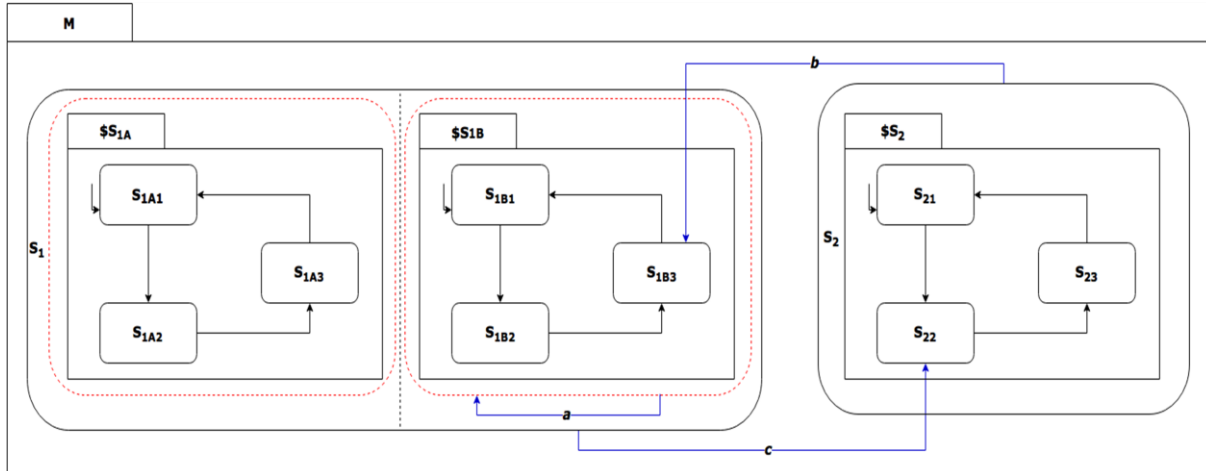 M
b
$S1A
$S1B
$S2
S1A1
S1B1
S21
S1
S2
S1A3
S1B3
S23
S1A2
S1B2
S22
a
c